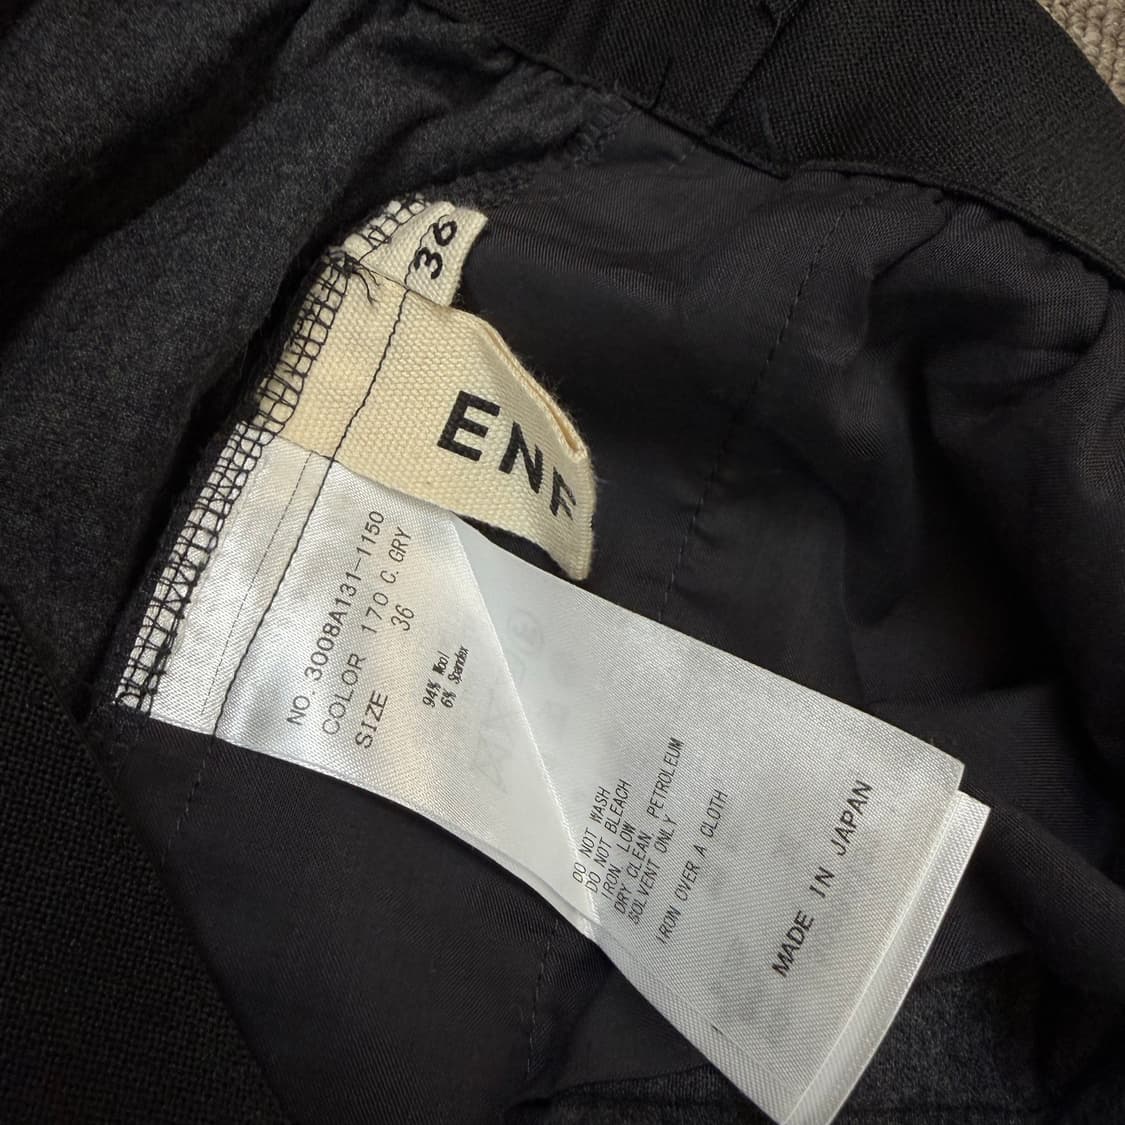 36
ENF
NO. 3008A131-1150
COLOR 170 C.GRY
SIZE 36
94% Wool
6% Spandex
DO NOT WASH
DO NOT BLEACH
IRON LOW
DRY CLEAN PETROLEUM
SOLVENT ONLY
IRON OVER A CLOTH
MADE IN JAPAN